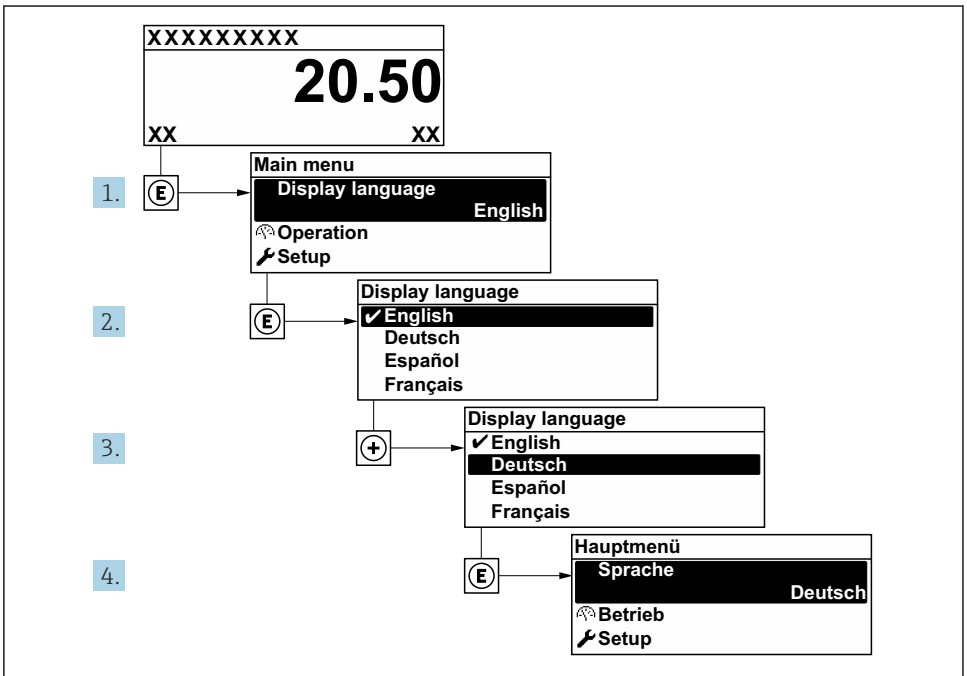 XXXXXXXXX
20.50
XX XX
1. E
Main menu
Display language
English
Operation
Setup
2. E
Display language
✔ English
Deutsch
Español
Français
3. +
Display language
✔ English
Deutsch
Español
Français
4. E
Hauptmenü
Sprache
Deutsch
Betrieb
Setup